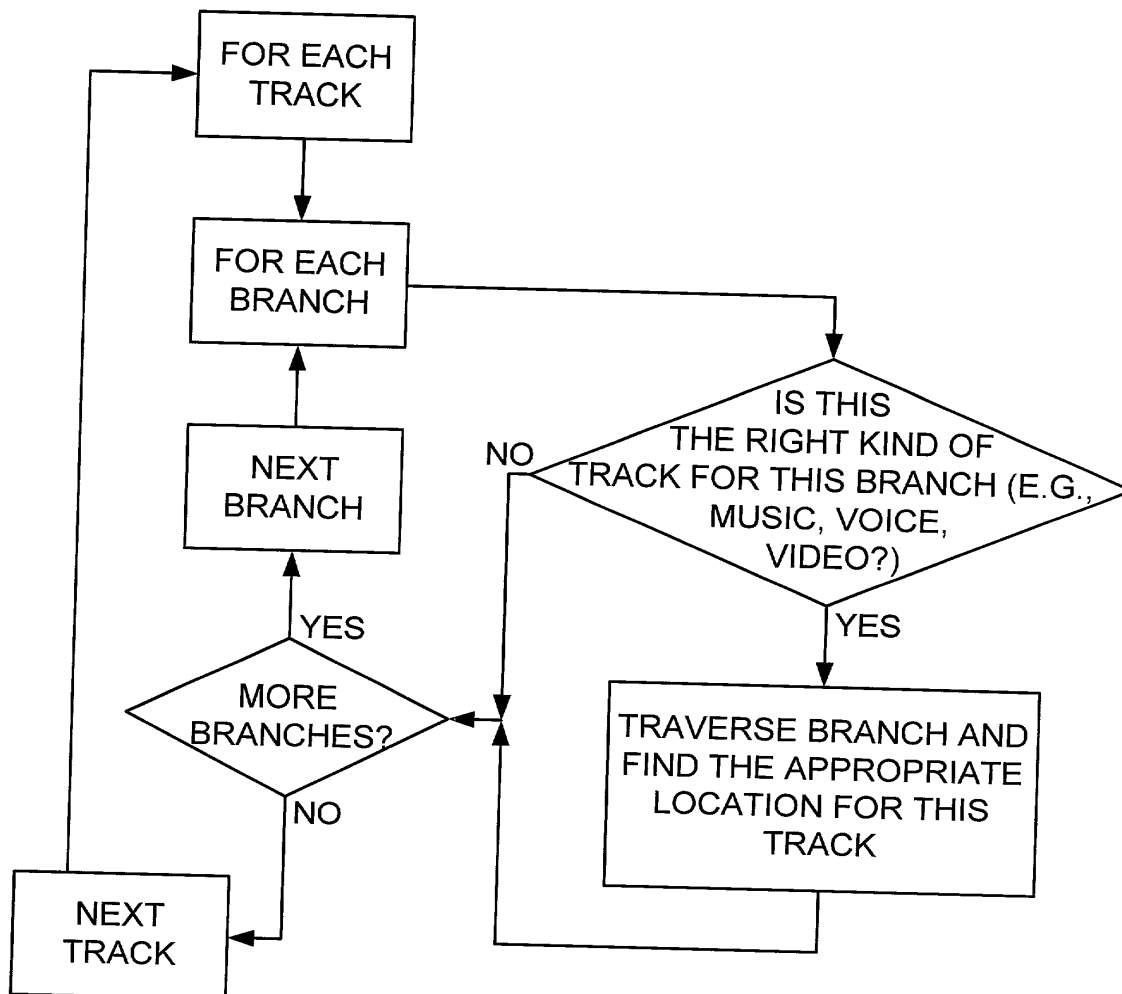 FOR EACH
TRACK
FOR EACH
BRANCH
IS THIS
THE RIGHT KIND OF
TRACK FOR THIS BRANCH (E.G.,
MUSIC, VOICE,
VIDEO?)
NO
YES
NEXT
BRANCH
YES
MORE
BRANCHES?
NO
TRAVERSE BRANCH AND
FIND THE APPROPRIATE
LOCATION FOR THIS
TRACK
NEXT
TRACK